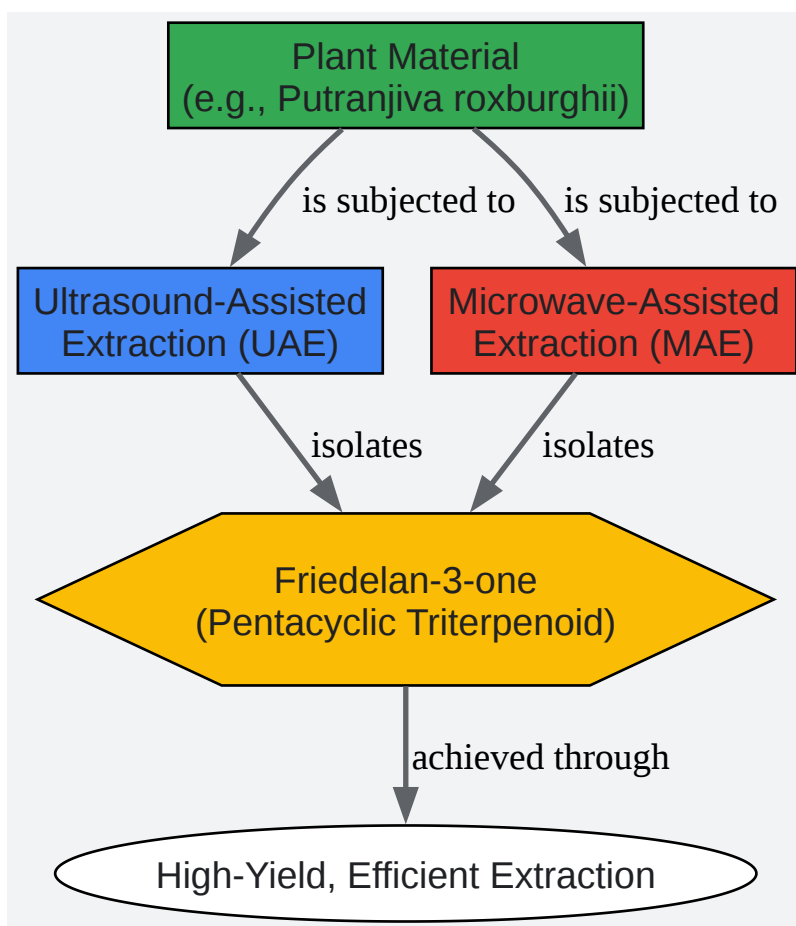 Plant Material
(e.g., Putranjiva roxburghii)
is subjected to
is subjected to
Ultrasound-Assisted
Extraction (UAE)
Microwave-Assisted
Extraction (MAE)
isolates
isolates
Friedelan-3-one
(Pentacyclic Triterpenoid)
achieved through
High-Yield, Efficient Extraction